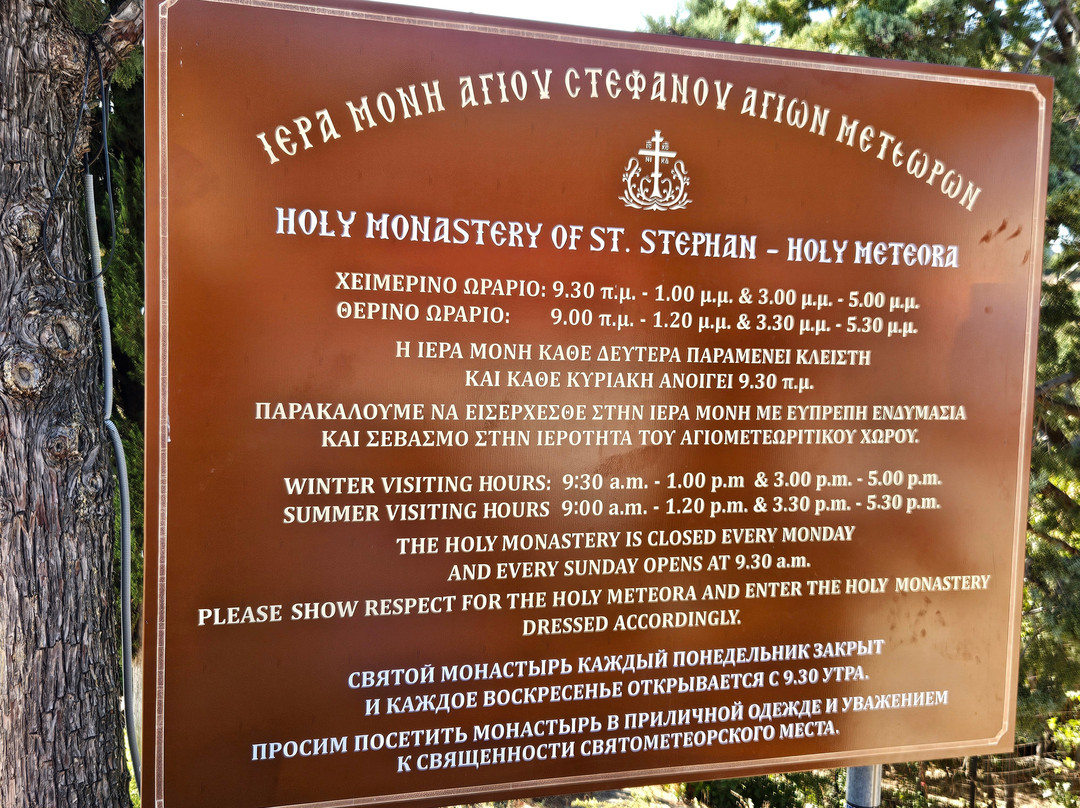 ΙΕΡΑ ΜΟΝΗ ΑΓΙΟΥ ΣΤΕΦΑΝΟΥ ΑΓΙΩΝ ΜΕΤΕΩΡΩΝ
IC XC
NI KA
HOLY MONASTERY OF ST. STEPHAN - HOLY METEORA
ΧΕΙΜΕΡΙΝΟ ΩΡΑΡΙΟ: 9.30 π.μ. - 1.00 μ.μ. & 3.00 μ.μ. - 5.00 μ.μ.
ΘΕΡΙΝΟ ΩΡΑΡΙΟ: 9.00 π.μ. - 1.20 μ.μ. & 3.30 μ.μ. - 5.30 μ.μ.
Η ΙΕΡΑ ΜΟΝΗ ΚΑΘΕ ΔΕΥΤΕΡΑ ΠΑΡΑΜΕΝΕΙ ΚΛΕΙΣΤΗ
ΚΑΙ ΚΑΘΕ ΚΥΡΙΑΚΗ ΑΝΟΙΓΕΙ 9.30 π.μ.
ΠΑΡΑΚΑΛΟΥΜΕ ΝΑ ΕΙΣΕΡΧΕΣΘΕ ΣΤΗΝ ΙΕΡΑ ΜΟΝΗ ΜΕ ΕΥΠΡΕΠΗ ΕΝΔΥΜΑΣΙΑ
ΚΑΙ ΣΕΒΑΣΜΟ ΣΤΗΝ ΙΕΡΟΤΗΤΑ ΤΟΥ ΑΓΙΟΜΕΤΕΩΡΙΤΙΚΟΥ ΧΩΡΟΥ.
WINTER VISITING HOURS: 9:30 a.m. - 1.00 p.m & 3.00 p.m. - 5.00 p.m.
SUMMER VISITING HOURS 9:00 a.m. - 1.20 p.m. & 3.30 p.m. - 5.30 p.m.
THE HOLY MONASTERY IS CLOSED EVERY MONDAY
AND EVERY SUNDAY OPENS AT 9.30 a.m.
PLEASE SHOW RESPECT FOR THE HOLY METEORA AND ENTER THE HOLY MONASTERY
DRESSED ACCORDINGLY.
СВЯТОЙ МОНАСТЫРЬ КАЖДЫЙ ПОНЕДЕЛЬНИК ЗАКРЫТ
И КАЖДОЕ ВОСКРЕСЕНЬЕ ОТКРЫВАЕТСЯ С 9.30 УТРА.
ПРОСИМ ПОСЕТИТЬ МОНАСТЫРЬ В ПРИЛИЧНОЙ ОДЕЖДЕ И УВАЖЕНИЕМ
К СВЯЩЕННОСТИ СВЯТОМЕТЕОРСКОГО МЕСТА.